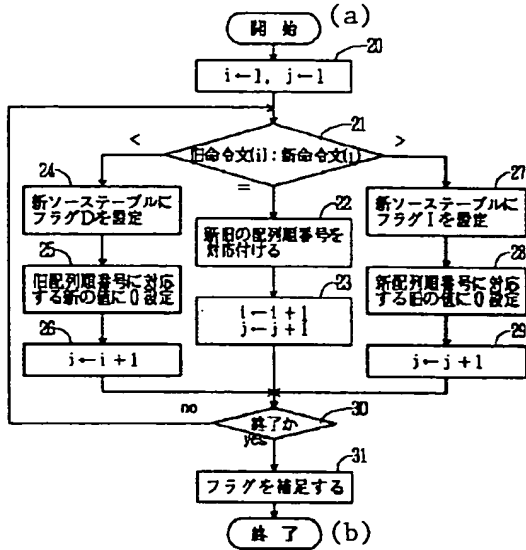 (a)
開始
20
i←1, j←1
21
<
>
旧命令文(i):新命令文(j)
=
24
新ソーステーブルに
フラグDを設定
22
新旧の配列順番号を
対応付ける
27
新ソーステーブルに
フラグIを設定
25
旧配列順番号に対応
する新の値に0設定
23
i←i+1
j←j+1
28
新配列順番号に対応
する旧の値に0設定
26
j←i+1
29
j←j+1
no
終了か
30
yes
31
フラグを補足する
終了
(b)